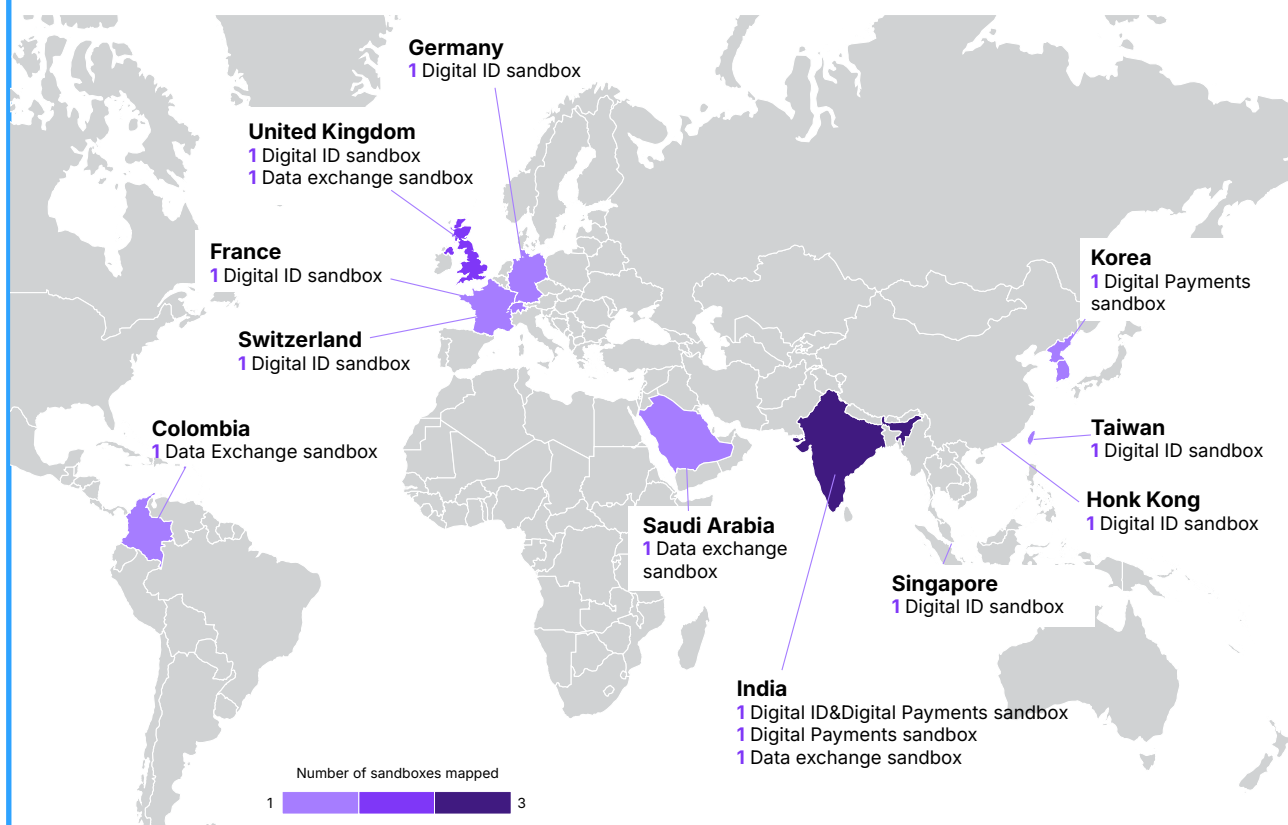 Germany
1 Digital ID sandbox
United Kingdom
1 Digital ID sandbox
1 Data exchange sandbox
France
1 Digital ID sandbox
Switzerland
1 Digital ID sandbox
Colombia
1 Data Exchange sandbox
Korea
1 Digital Payments
sandbox
Taiwan
1 Digital ID sandbox
Honk Kong
1 Digital ID sandbox
Saudi Arabia
1 Data exchange
sandbox
Singapore
1 Digital ID sandbox
India
1 Digital ID&Digital Payments sandbox
1 Digital Payments sandbox
1 Data exchange sandbox
Number of sandboxes mapped
1 3